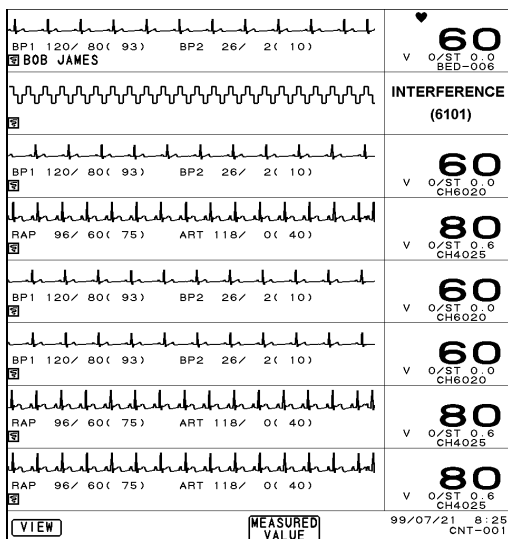 60
BP1 120/ 80( 93) BP2 26/ 2( 10)
V 0/ST 0.0
BOB JAMES
BED-006
INTERFERENCE
(6101)
60
BP1 120/ 80( 93) BP2 26/ 2( 10)
V 0/ST 0.0
CH6020
80
RAP 96/ 60( 75) ART 118/ 0( 40)
V 0/ST 0.6
CH4025
60
BP1 120/ 80( 93) BP2 26/ 2( 10)
V 0/ST 0.0
CH6020
60
BP1 120/ 80( 93) BP2 26/ 2( 10)
V 0/ST 0.0
CH6020
80
RAP 96/ 60( 75) ART 118/ 0( 40)
V 0/ST 0.6
CH4025
80
RAP 96/ 60( 75) ART 118/ 0( 40)
V 0/ST 0.6
CH4025
VIEW
MEASURED
VALUE
99/07/21 8:25
CNT-001